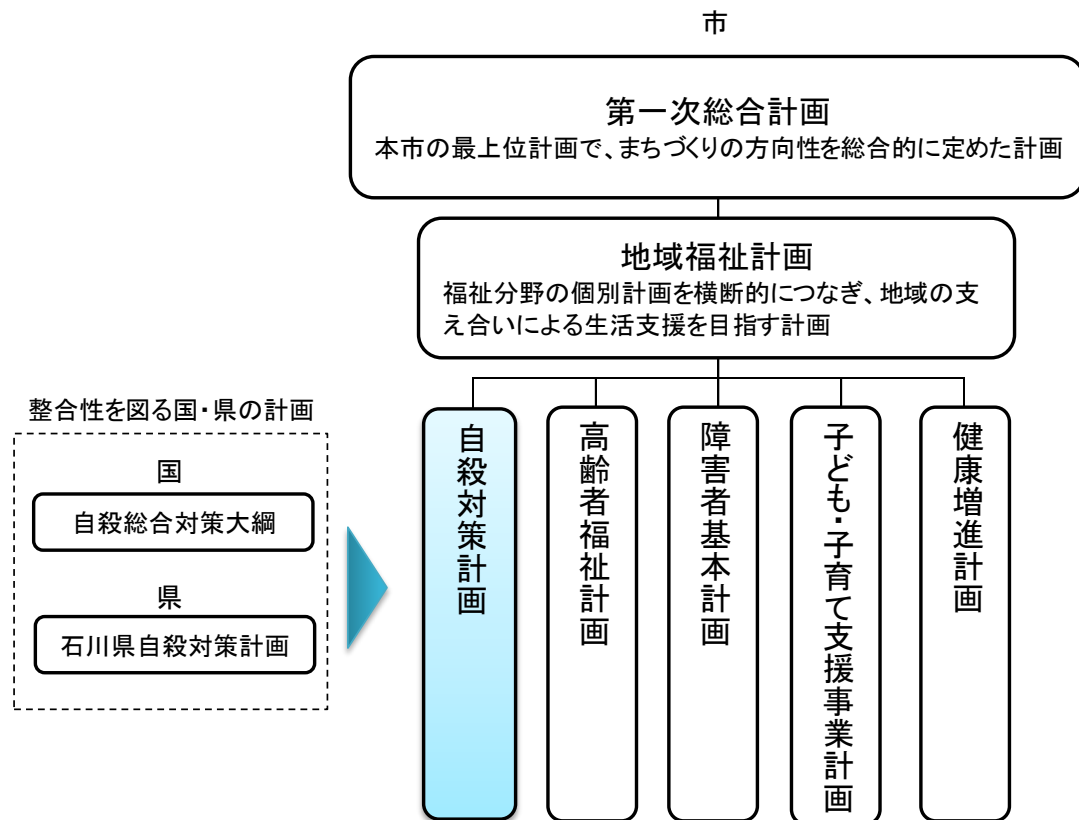 市
第一次総合計画
本市の最上位計画で、まちづくりの方向性を総合的に定めた計画
地域福祉計画
福祉分野の個別計画を横断的につなぎ、地域の支
え合いによる生活支援を目指す計画
整合性を図る国・県の計画
国
自殺総合対策大綱
県
石川県自殺対策計画
自殺対策計画
高齢者福祉計画
障害者基本計画
子ども・子育て支援事業計画
健康増進計画